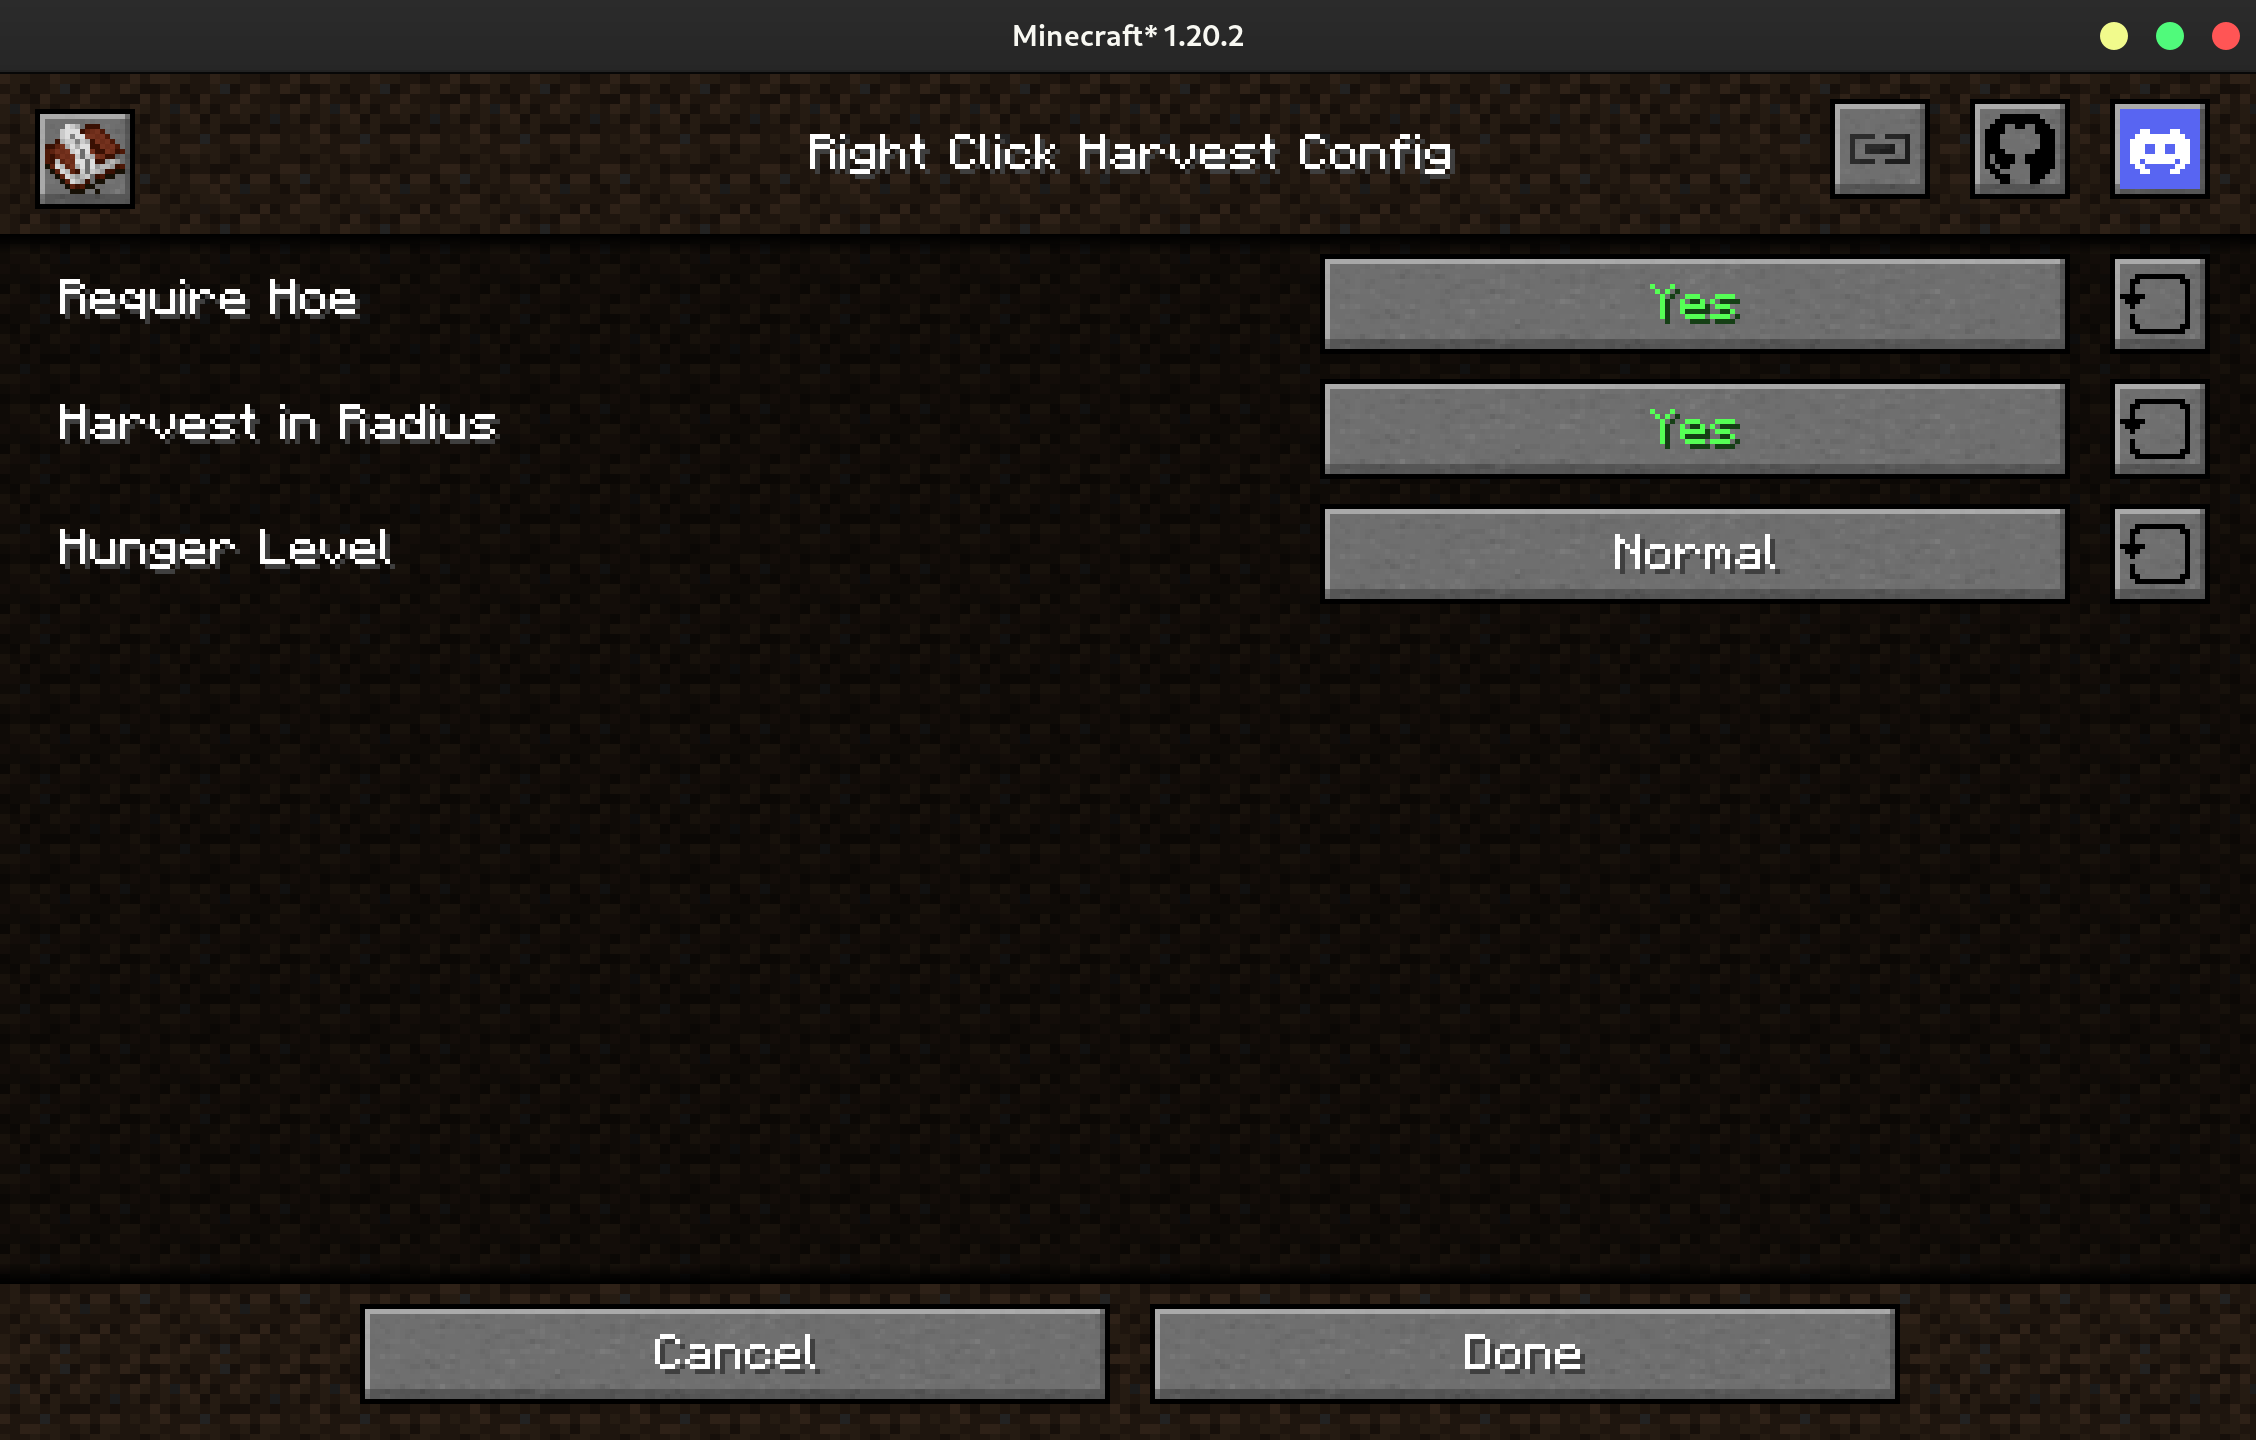 Minecraft* 1.20.2
Right Click Harvest Config
Require Hoe
Yes
Harvest in Radius
Yes
Hunger Level
Normal
Cancel
Done